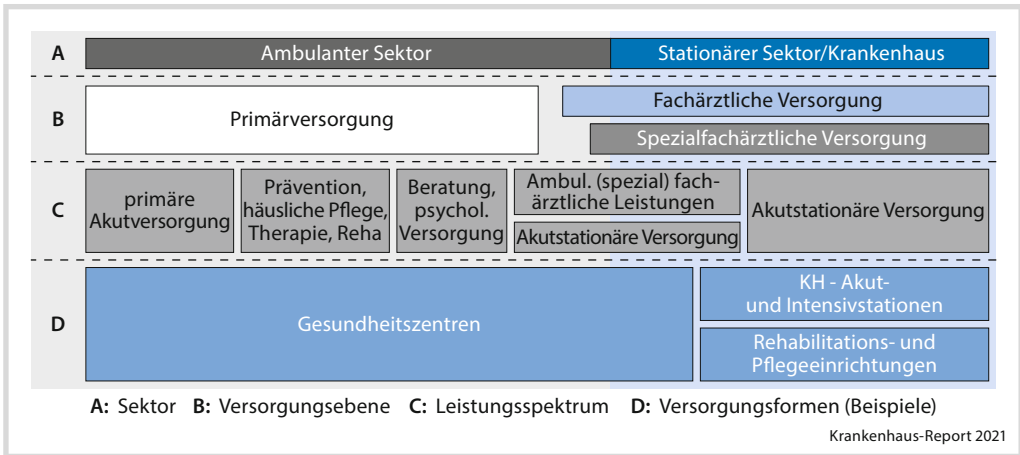 A Ambulanter Sektor Stationärer Sektor/Krankenhaus
B Primärversorgung
Fachärztliche Versorgung
Spezialfachärztliche Versorgung
C primäre
Akutversorgung
Prävention,
häusliche Pflege,
Therapie, Reha
Beratung,
psychol.
Versorgung
Ambul. (spezial) fach-
ärztliche Leistungen
Akutstationäre Versorgung
Akutstationäre Versorgung
D Gesundheitszentren
KH - Akut-
und Intensivstationen
Rehabilitations- und
Pflegeeinrichtungen
A: Sektor B: Versorgungsebene C: Leistungsspektrum D: Versorgungsformen (Beispiele)
Krankenhaus-Report 2021